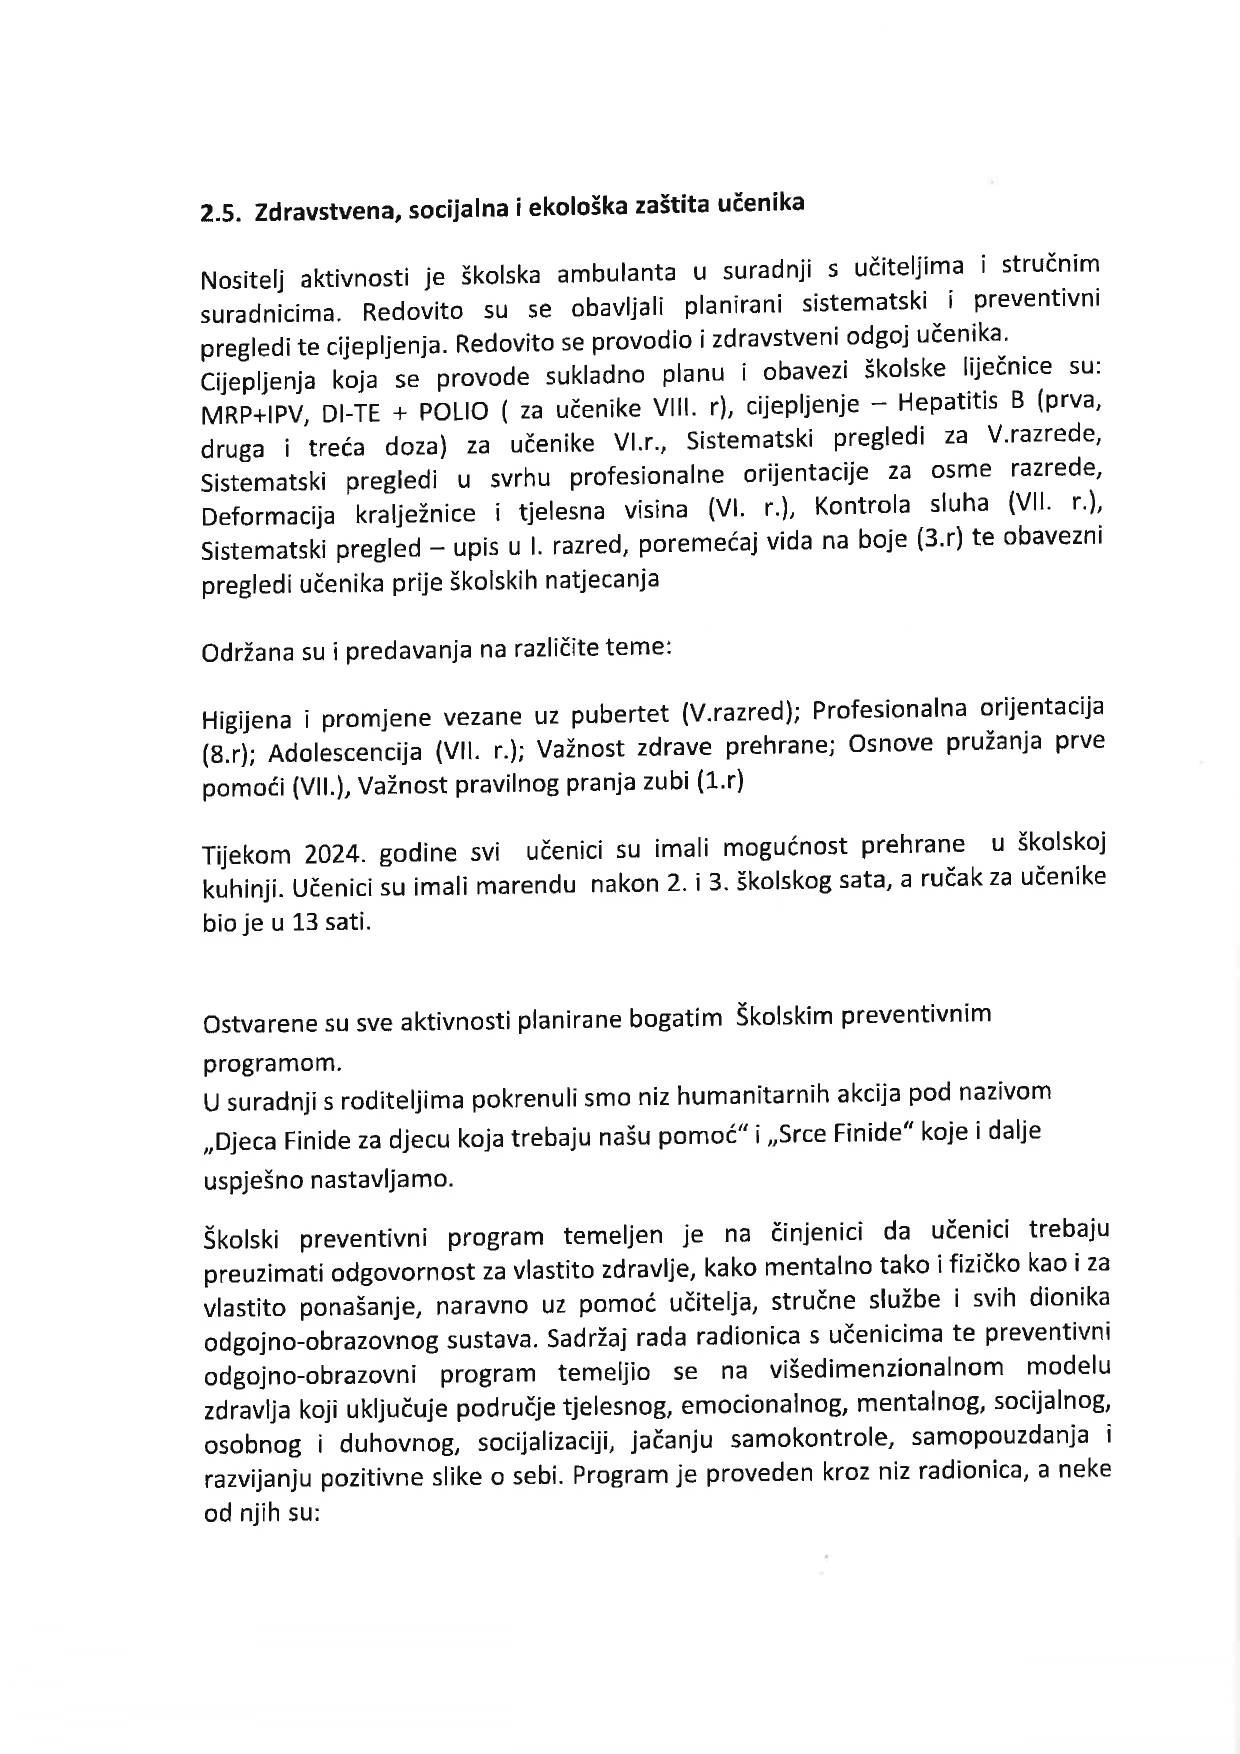 2.5. Zdravstvena, socijalna i ekološka zaštita učenika
Nositelj aktivnosti je školska ambulanta u suradnji s učiteljima i stručnim
suradnicima. Redovito su se obavljali planirani sistematski i preventivni
pregledi te cijepljenja. Redovito se provodio i zdravstveni odgoj učenika.
Cijepljenja koja se provode sukladno planu i obavezi školske liječnice su:
MRP+IPV, DI-TE + POLIO ( za učenike VIII. r), cijepljenje – Hepatitis B (prva,
druga i treća doza) za učenike VI.r., Sistematski pregledi za V.razrede,
Sistematski pregledi u svrhu profesionalne orijentacije za osme razrede,
Deformacija kralježnice i tjelesna visina (VI. r.), Kontrola sluha (VII. r.),
Sistematski pregled – upis u I. razred, poremećaj vida na boje (3.r) te obavezni
pregledi učenika prije školskih natjecanja
Održana su i predavanja na različite teme:
Higijena i promjene vezane uz pubertet (V.razred); Profesionalna orijentacija
(8.r); Adolescencija (VII. r.); Važnost zdrave prehrane; Osnove pružanja prve
pomoći (VII.), Važnost pravilnog pranja zubi (1.r)
Tijekom 2024. godine svi učenici su imali mogućnost prehrane u školskoj
kuhinji. Učenici su imali marendu nakon 2. i 3. školskog sata, a ručak za učenike
bio je u 13 sati.
Ostvarene su sve aktivnosti planirane bogatim Školskim preventivnim
programom.
U suradnji s roditeljima pokrenuli smo niz humanitarnih akcija pod nazivom
„Djeca Finide za djecu koja trebaju našu pomoć“ i „Srce Finide“ koje i dalje
uspješno nastavljamo.
Školski preventivni program temeljen je na činjenici da učenici trebaju
preuzimati odgovornost za vlastito zdravlje, kako mentalno tako i fizičko kao i za
vlastito ponašanje, naravno uz pomoć učitelja, stručne službe i svih dionika
odgojno-obrazovnog sustava. Sadržaj rada radionica s učenicima te preventivni
odgojno-obrazovni program temeljio se na višedimenzionalnom modelu
zdravlja koji uključuje područje tjelesnog, emocionalnog, mentalnog, socijalnog,
osobnog i duhovnog, socijalizaciji, jačanju samokontrole, samopouzdanja i
razvijanju pozitivne slike o sebi. Program je proveden kroz niz radionica, a neke
od njih su: